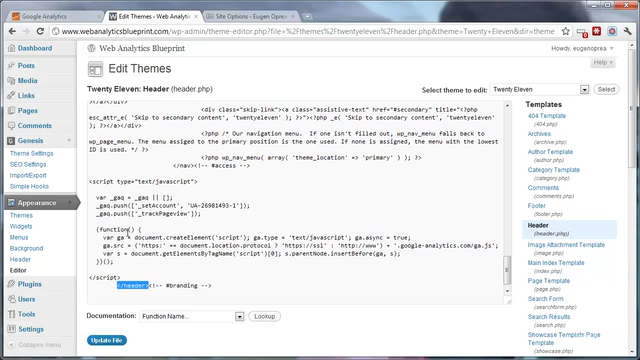 Google Analytics
Edit Themes ‹ Web Analytics B
Site Options - Eugen Opre
www.webanalyticsblueprint.com/wp-admin/theme-editor.php?file=/themes/twentyeleven/header.php&theme=Twenty+Eleven&dir=theme
Web Analytics Blueprint
Howdy, eugenoprea
Help
Dashboard
Posts
Media
Links
Pages
Comments
Genesis
Theme Settings
SEO Settings
Import/Export
Simple Hooks
Appearance
Themes
Widgets
Menus
Background
Header
Editor
Plugins
Users
Tools
Settings
Edit Themes
Twenty Eleven: Header (header.php)
Select theme to edit:
Twenty Eleven
Select
></a></div>
<div class="skip-link"><a class="assistive-text" href="#secondary" title="<?php
esc_attr_e( 'Skip to secondary content', 'twentyeleven' ); ?>"><?php _e( 'Skip to secondary content', 'twentyeleven' ); ?
></a></div>
<?php /* Our navigation menu. If one isn't filled out, wp_nav_menu falls back to
wp_page_menu. The menu assiged to the primary position is the one used. If none is assigned, the menu with the lowest
ID is used. */ ?>
<?php wp_nav_menu( array( 'theme_location' => 'primary' ) ); ?>
</nav><!-- #access -->
<script type="text/javascript">
var _gaq = _gaq || [];
_gaq.push(['_setAccount', 'UA-26981493-1']);
_gaq.push(['_trackPageview']);
(function() {
var ga = document.createElement('script'); ga.type = 'text/javascript'; ga.async = true;
ga.src = ('https:' == document.location.protocol ? 'https://ssl' : 'http://www') + '.google-analytics.com/ga.js';
var s = document.getElementsByTagName('script')[0]; s.parentNode.insertBefore(ga, s);
})();
</script>
</header><!-- #branding -->
Documentation:
Function Name...
Lookup
Update File
Templates
404 Template
(404.php)
Archives
(archive.php)
Author Template
(author.php)
Category Template
(category.php)
Comments
(comments.php)
Footer
(footer.php)
Header
(header.php)
Image Attachment Template
(image.php)
Main Index Template
(index.php)
Search Form
(searchform.php)
Search Results
(search.php)
Showcase Template Page
Template
(showcase.php)